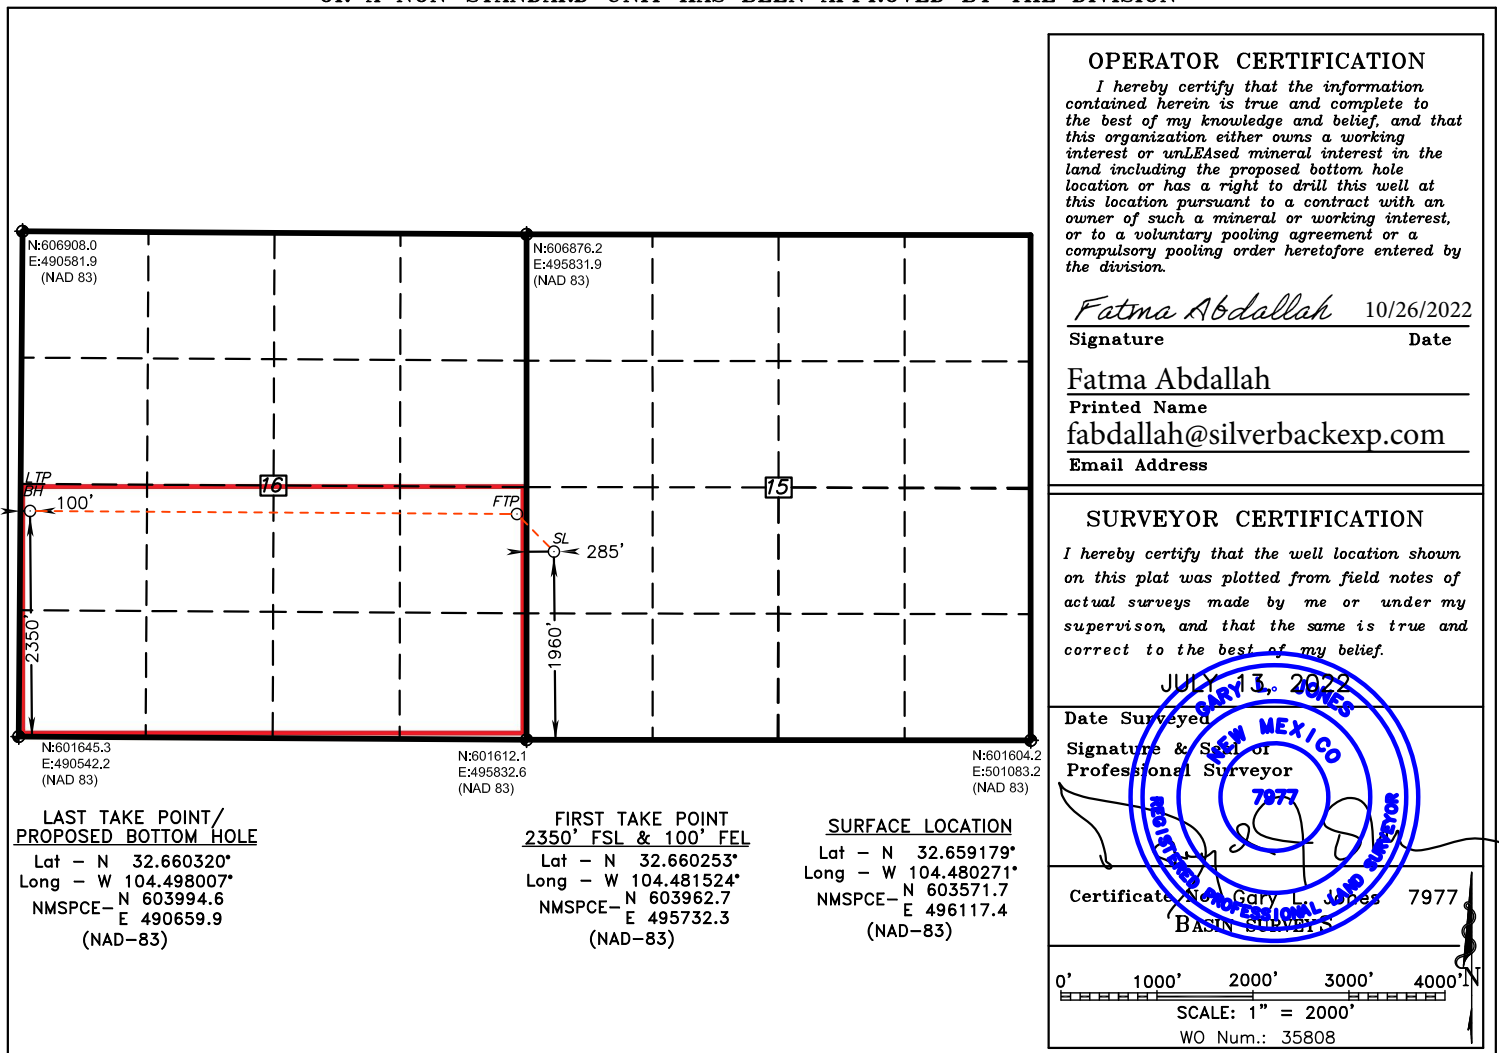 OR A NON-STANDARD UNIT HAS BEEN APPROVED BY THE DIVISION
N:606908.0
E:490581.9
(NAD 83)
N:606876.2
E:495831.9
(NAD 83)
LTP
BH
100'
16
FTP
15
SL
285'
2350'
1960'
N:601645.3
E:490542.2
(NAD 83)
N:601612.1
E:495832.6
(NAD 83)
N:601604.2
E:501083.2
(NAD 83)
LAST TAKE POINT/
PROPOSED BOTTOM HOLE
Lat - N 32.660320°
Long - W 104.498007°
NMSPCE- N 603994.6
E 490659.9
(NAD-83)
FIRST TAKE POINT
2350' FSL & 100' FEL
Lat - N 32.660253°
Long - W 104.481524°
NMSPCE- N 603962.7
E 495732.3
(NAD-83)
SURFACE LOCATION
Lat - N 32.659179°
Long - W 104.480271°
NMSPCE- N 603571.7
E 496117.4
(NAD-83)
OPERATOR CERTIFICATION
I hereby certify that the information
contained herein is true and complete to
the best of my knowledge and belief, and that
this organization either owns a working
interest or unLEAsed mineral interest in the
land including the proposed bottom hole
location or has a right to drill this well at
this location pursuant to a contract with an
owner of such a mineral or working interest,
or to a voluntary pooling agreement or a
compulsory pooling order heretofore entered by
the division.
Fatma Abdallah 10/26/2022
Signature Date
Fatma Abdallah
Printed Name
fabdallah@silverbackexp.com
Email Address
SURVEYOR CERTIFICATION
I hereby certify that the well location shown
on this plat was plotted from field notes of
actual surveys made by me or under my
supervison, and that the same is true and
correct to the best of my belief.
JULY 13, 2022
Date Surveyed
Signature & Seal of
Professional Surveyor
GARY L. JONES
NEW MEXICO
7977
REGISTERED PROFESSIONAL LAND SURVEYOR
Certificate No. Gary L. Jones 7977
BASIN SURVEYS
0' 1000' 2000' 3000' 4000'
N
SCALE: 1" = 2000'
WO Num.: 35808